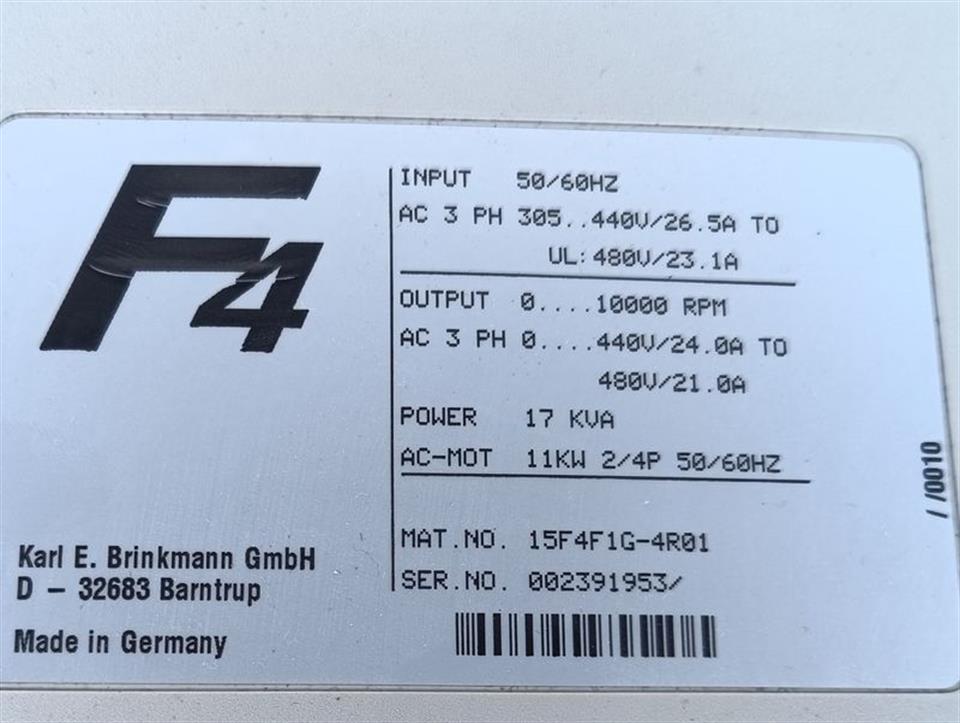 F4
INPUT 50/60HZ
AC 3 PH 305..440V/26.5A TO
UL:480V/23.1A
OUTPUT 0....10000 RPM
AC 3 PH 0....440V/24.0A TO
480V/21.0A
POWER 17 KVA
AC-MOT 11KW 2/4P 50/60HZ
MAT.NO. 15F4F1G-4R01
SER.NO. 002391953/
Karl E. Brinkmann GmbH
D – 32683 Barntrup
Made in Germany
/ /0010